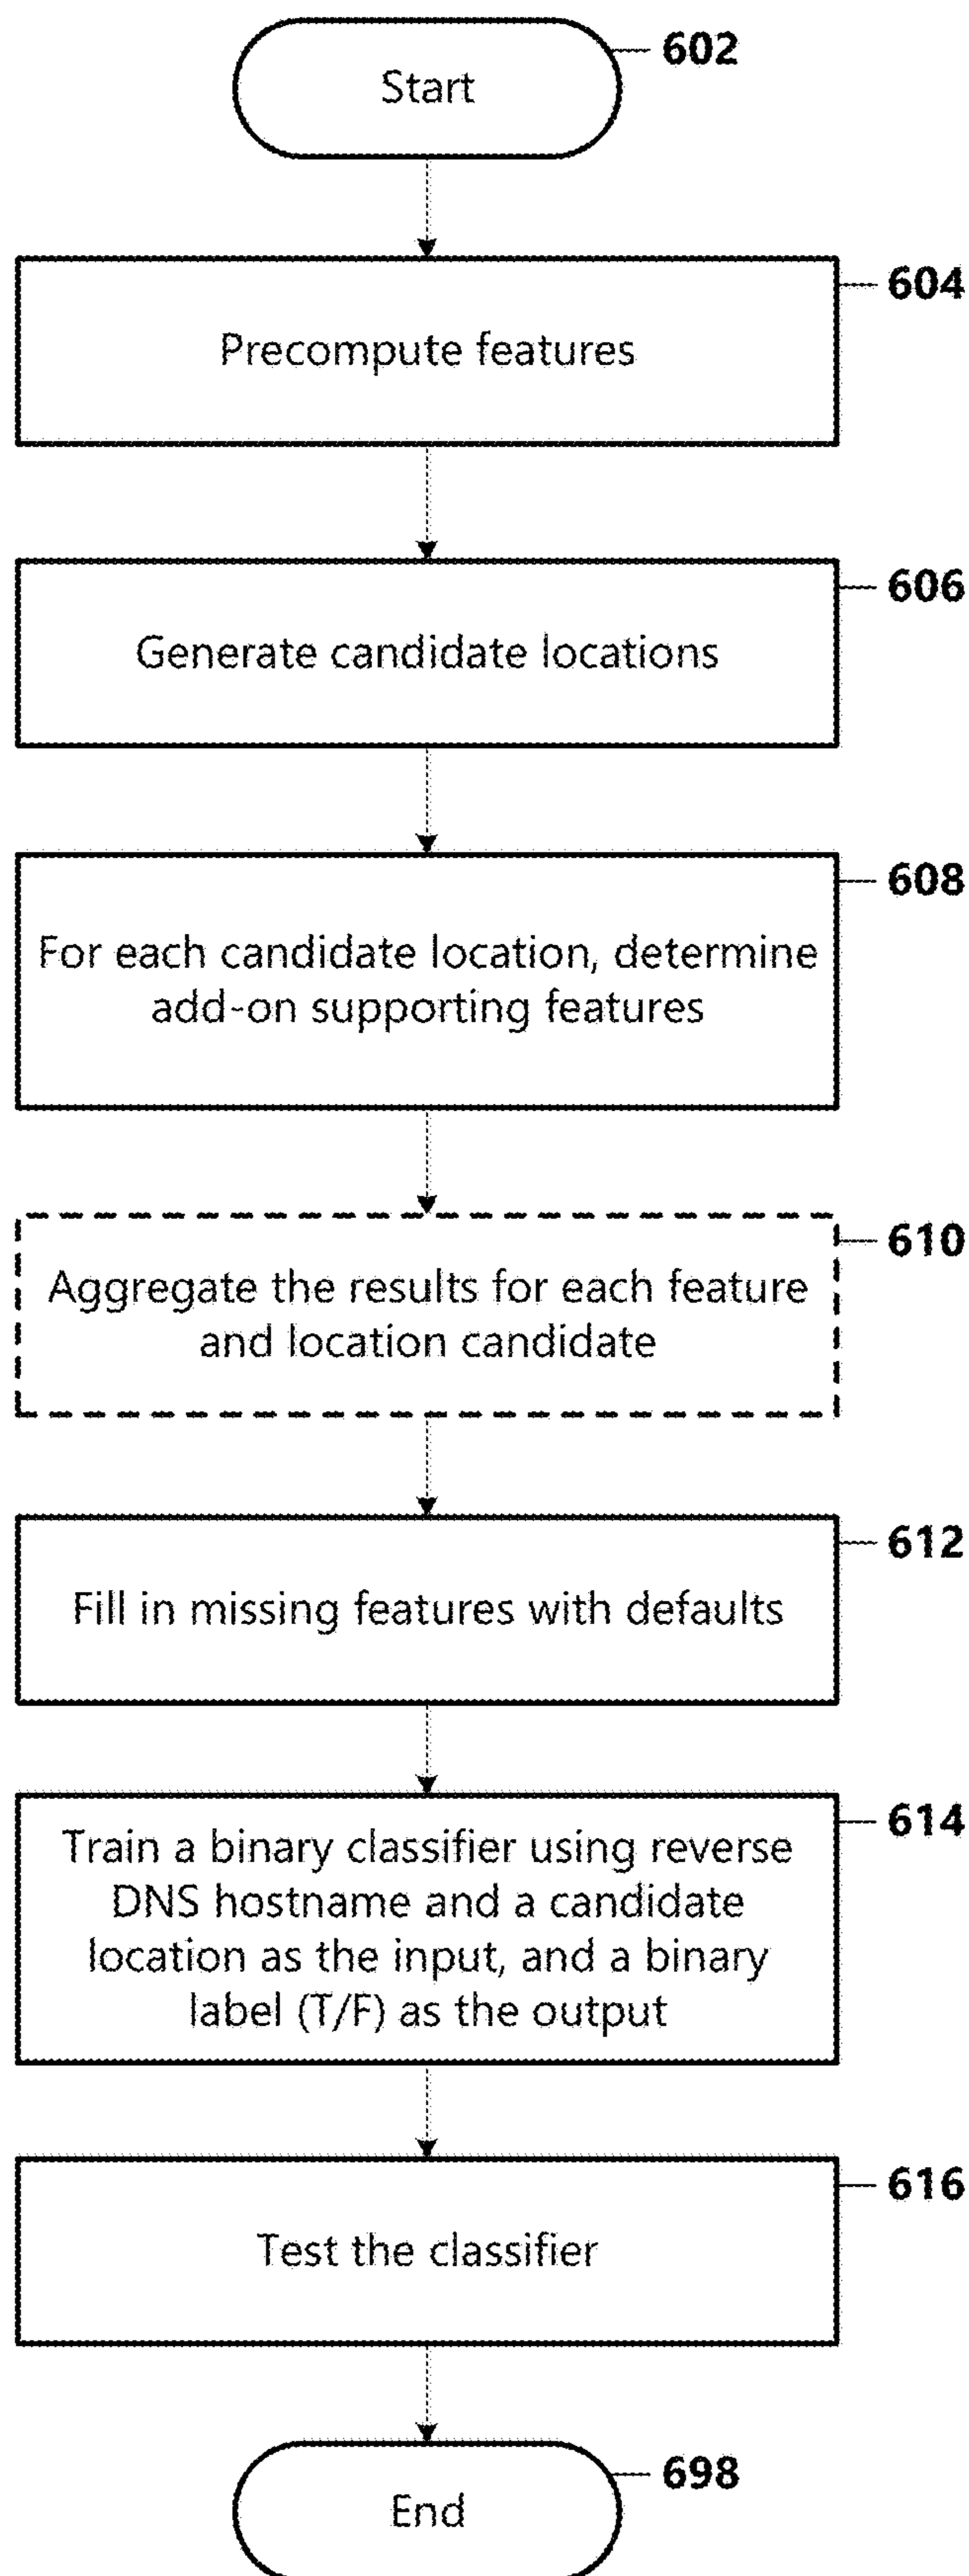 Start
602
604
Precompute features
606
Generate candidate locations
608
For each candidate location, determine
add-on supporting features
610
Aggregate the results for each feature
and location candidate
612
Fill in missing features with defaults
614
Train a binary classifier using reverse
DNS hostname and a candidate
location as the input, and a binary
label (T/F) as the output
616
Test the classifier
698
End